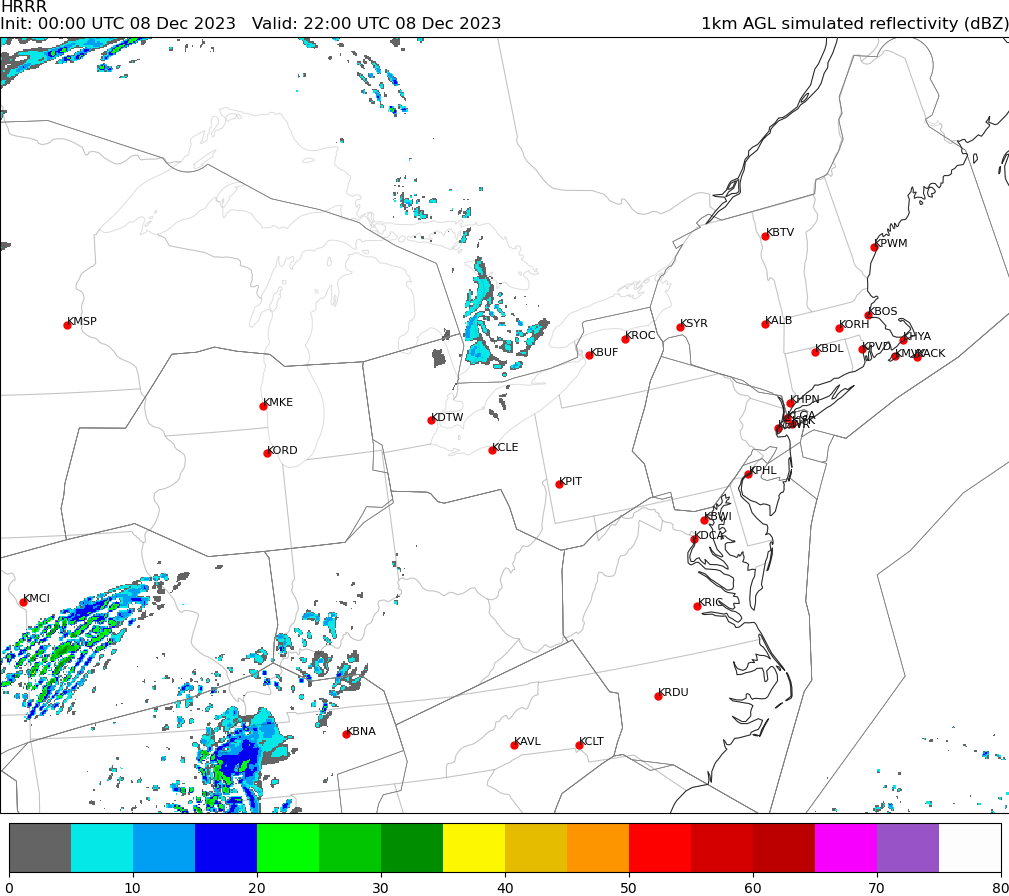 HRRR
Init: 00:00 UTC 08 Dec 2023   Valid: 22:00 UTC 08 Dec 2023   1km AGL simulated reflectivity (dBZ)
KBTV
KPWM
KMSP
KBOS
KSYR
KALB
KORH
KROC
KHYA
KBUF
KBDL
KPVD
KACK
KMKE
KHPN
KDTW
KLGA
KORD
KCLE
KPHL
KPIT
KBWI
KDCA
KMCI
KRIC
KRDU
KBNA
KAVL
KCLT
0 10 20 30 40 50 60 70 80